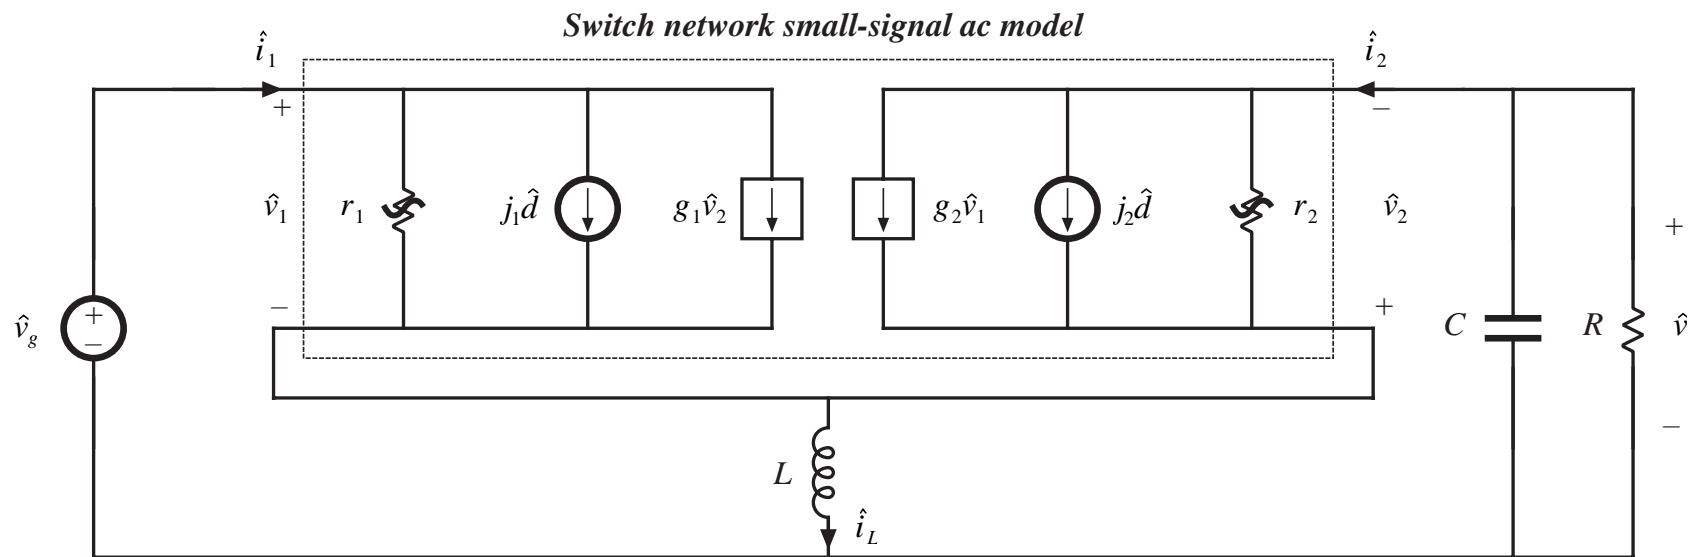 Switch network small-signal ac model
î₁ î₂
+ −
v̂₁ r₁ j₁d̂ g₁v̂₂ g₂v̂₁ j₂d̂ r₂ v̂₂
− +
v̂g + − C R + v̂ −
L
îL